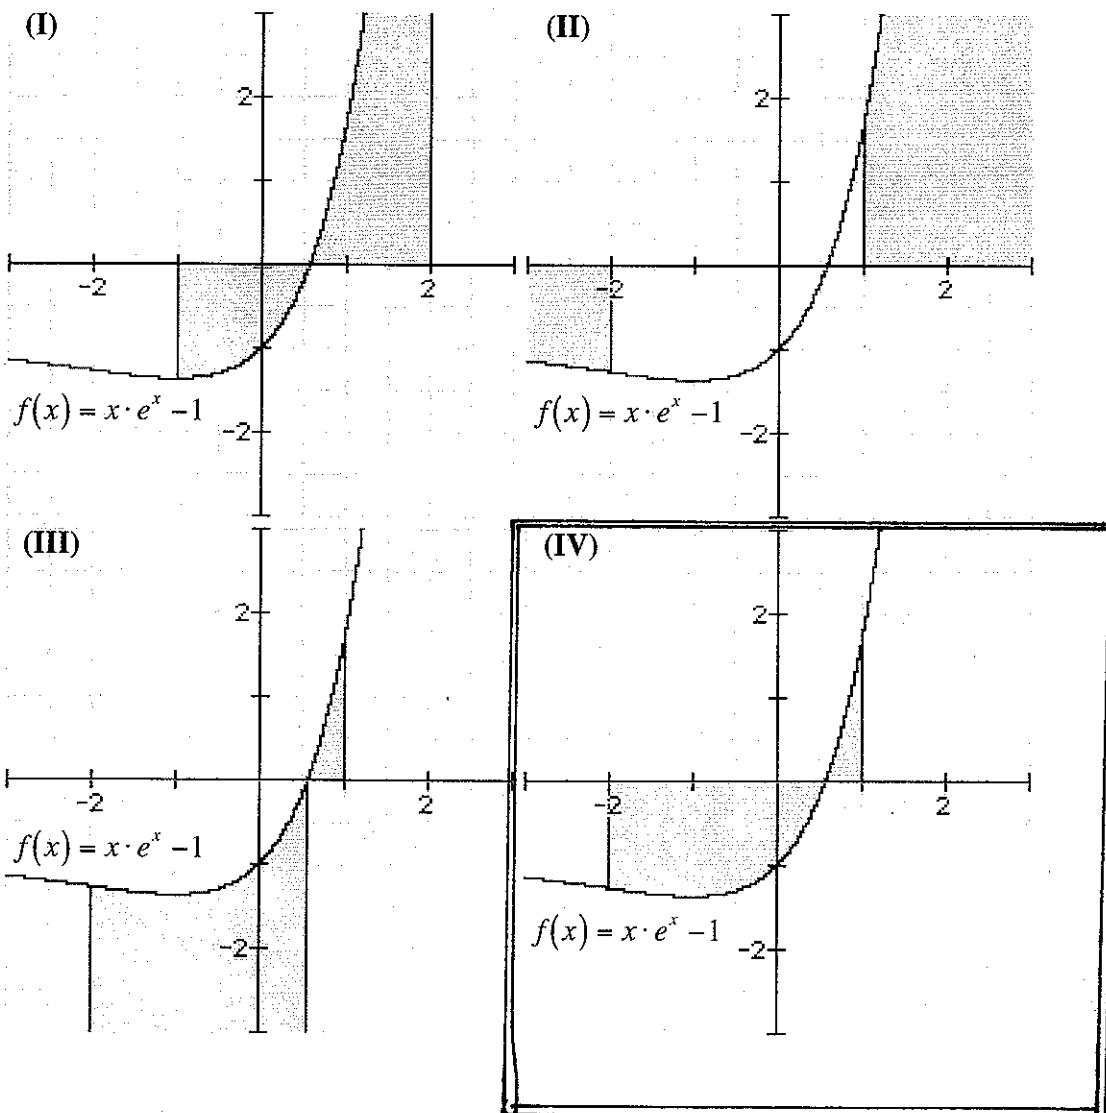 (I)
2
-2
2
f(x) = x · e^x − 1
-2
(II)
2
-2
2
f(x) = x · e^x − 1
-2
(III)
2
-2
2
f(x) = x · e^x − 1
-2
(IV)
2
-2
2
f(x) = x · e^x − 1
-2